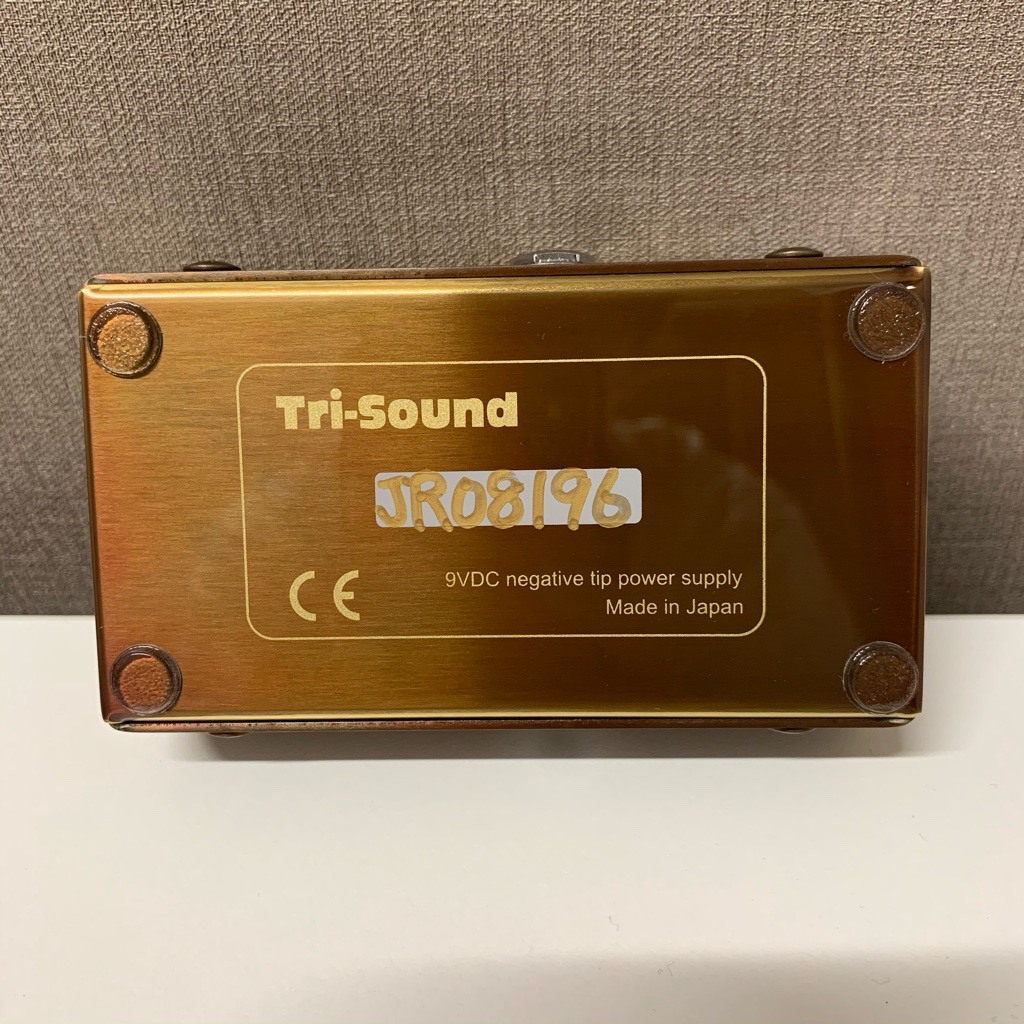 Tri-Sound
JR08196
CE
9VDC negative tip power supply
Made in Japan